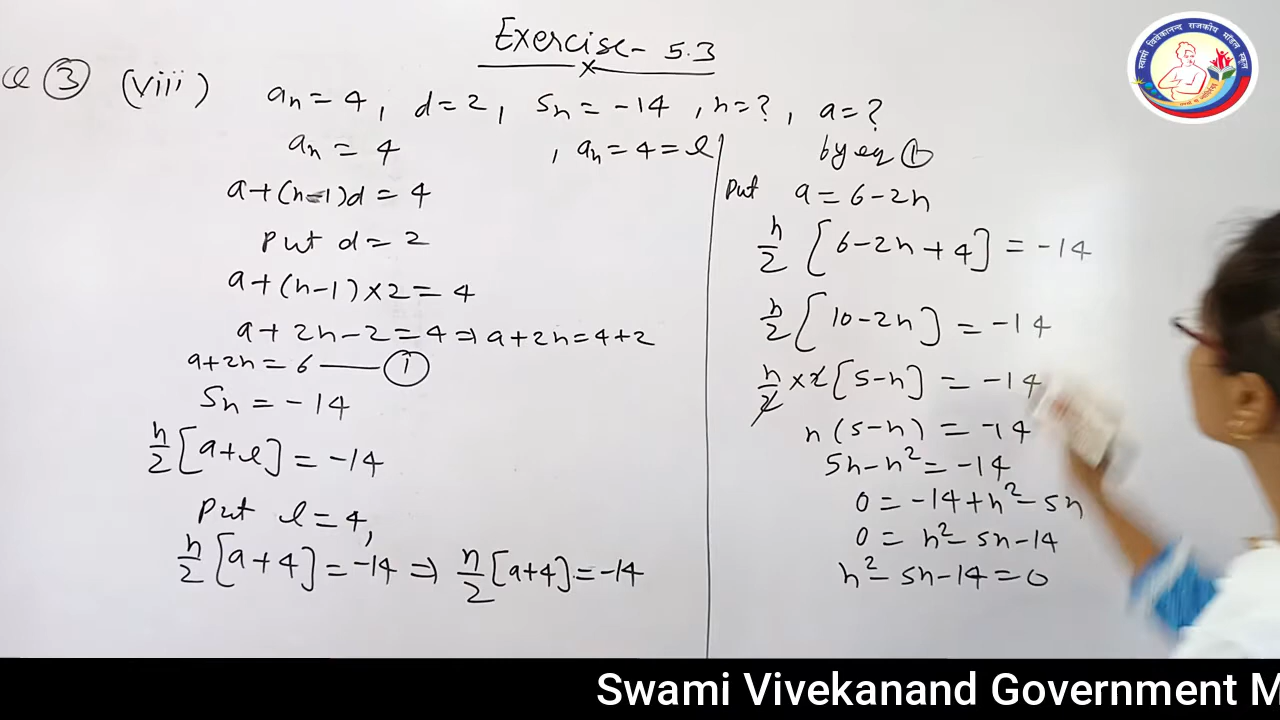 Exercise- 5.3
Q ③ (viii) an = 4, d = 2, Sn = -14, n = ?, a = ?
an = 4 , an = 4 = l
a+(n-1)d = 4
Put d = 2
a+(n-1)×2 = 4
a + 2n - 2 = 4 ⇒ a+2n = 4+2
a+2n = 6 —— ①
Sn = -14
n/2 [a+l] = -14
Put l = 4,
n/2 [a+4] = -14 ⇒ n/2 [a+4] = -14
by eq ①
Put a = 6-2n
n/2 [6-2n+4] = -14
n/2 [10-2n] = -14
n/2 × 2 [5-n] = -14
n(5-n) = -14
5n-n² = -14
0 = -14+n²-5n
0 = n²-5n-14
n²-5n-14 = 0
स्वामी विवेकानन्द राजकीय मॉडल स्कूल
Swami Vivekanand Government M